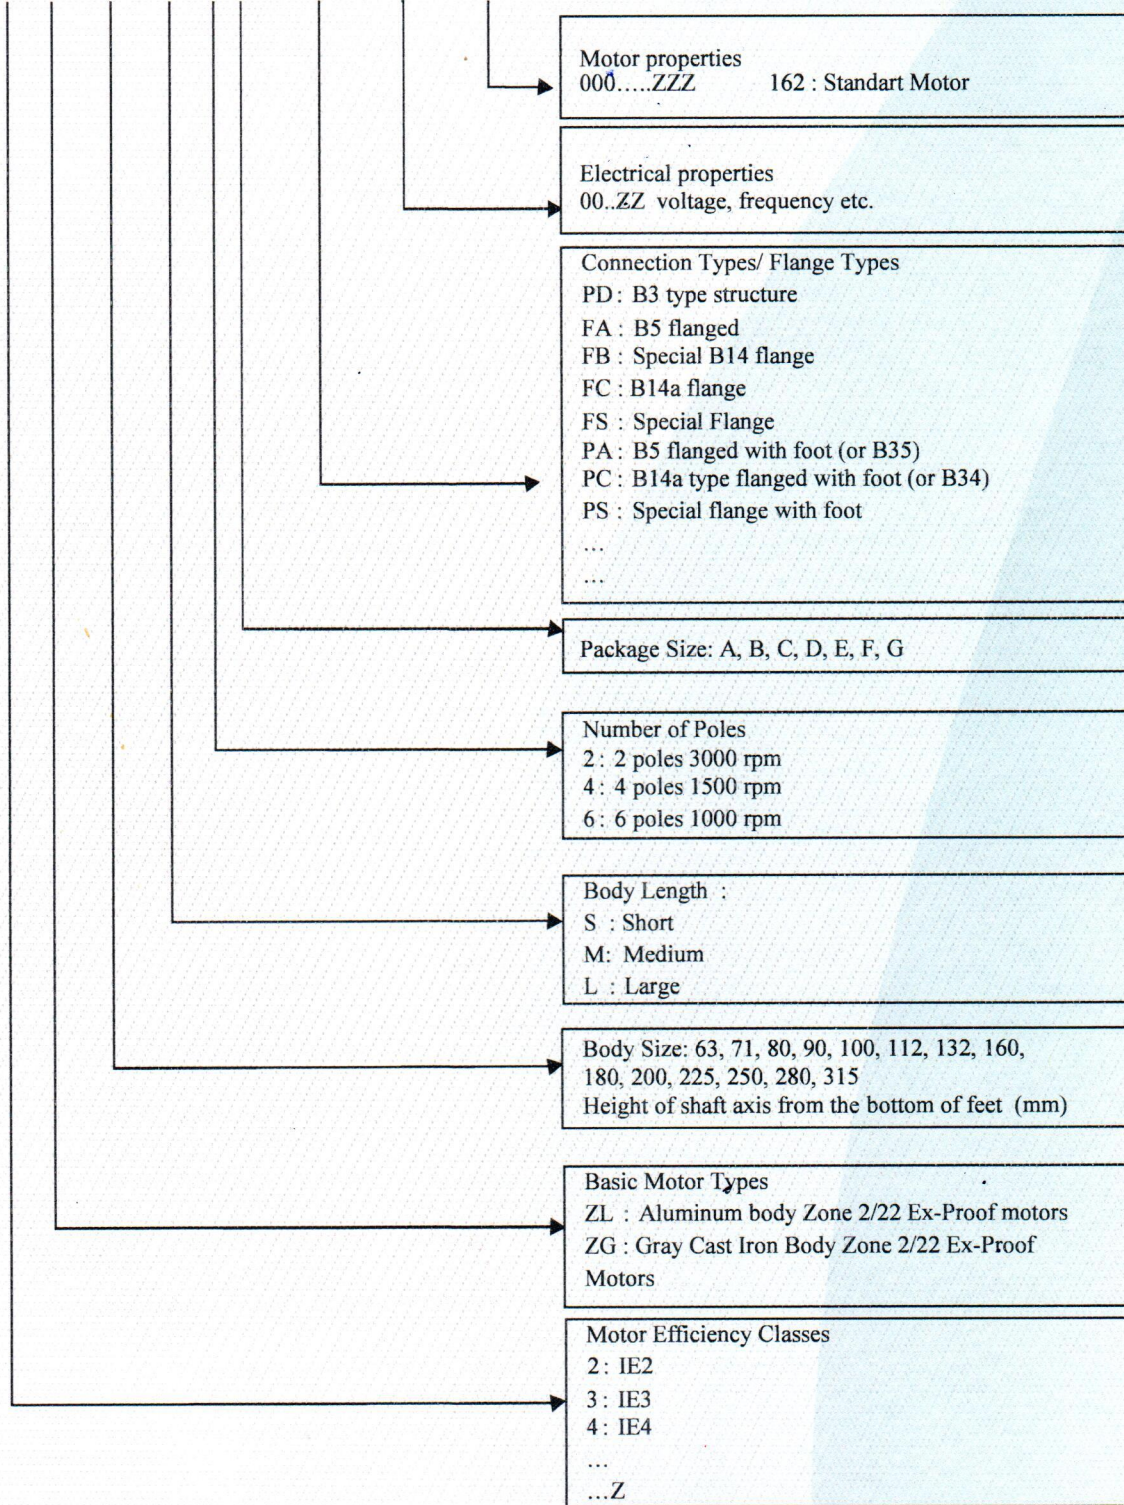 Motor properties
000.....ZZZ 162 : Standart Motor
Electrical properties
00..ZZ voltage, frequency etc.
Connection Types/ Flange Types
PD : B3 type structure
FA : B5 flanged
FB : Special B14 flange
FC : B14a flange
FS : Special Flange
PA : B5 flanged with foot (or B35)
PC : B14a type flanged with foot (or B34)
PS : Special flange with foot
...
...
Package Size: A, B, C, D, E, F, G
Number of Poles
2 : 2 poles 3000 rpm
4 : 4 poles 1500 rpm
6 : 6 poles 1000 rpm
Body Length :
S : Short
M: Medium
L : Large
Body Size: 63, 71, 80, 90, 100, 112, 132, 160,
180, 200, 225, 250, 280, 315
Height of shaft axis from the bottom of feet (mm)
Basic Motor Types
ZL : Aluminum body Zone 2/22 Ex-Proof motors
ZG : Gray Cast Iron Body Zone 2/22 Ex-Proof
Motors
Motor Efficiency Classes
2 : IE2
3 : IE3
4 : IE4
...
...Z